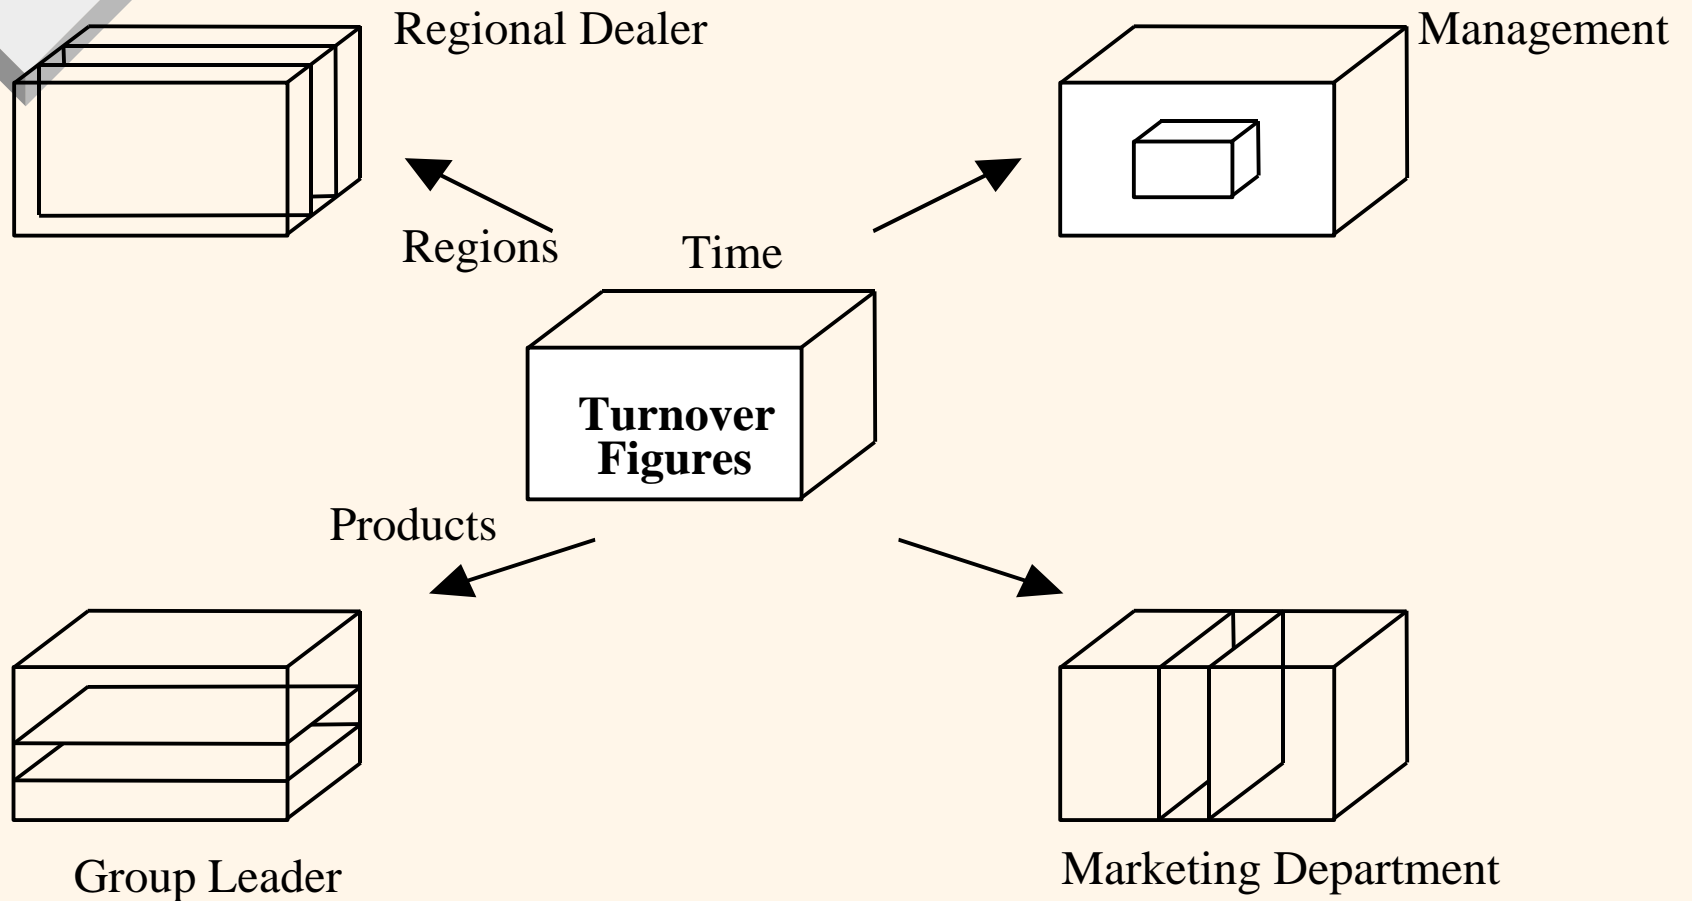 Regional Dealer
Management
Regions
Time
Turnover
Figures
Products
Group Leader
Marketing Department